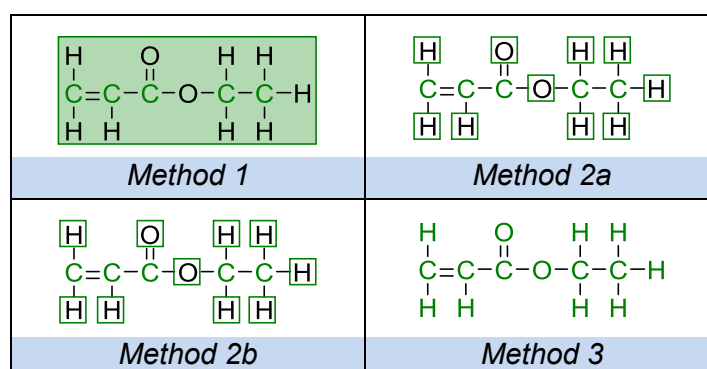 H O H H
C=C–C–O–C–C–H
H H H H
Method 1
H O H H
C=C–C–O–C–C–H
H H H H
Method 2a
H O H H
C=C–C–O–C–C–H
H H H H
Method 2b
H O H H
C=C–C–O–C–C–H
H H H H
Method 3